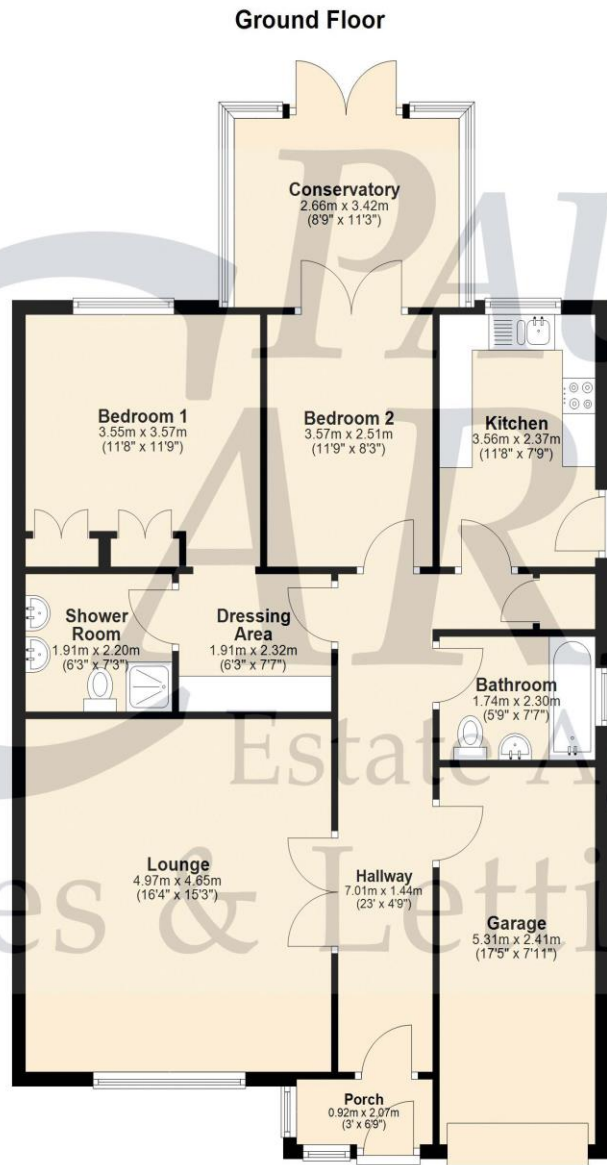 Ground Floor
Conservatory
2.66m x 3.42m
(8'9" x 11'3")
Bedroom 1
3.55m x 3.57m
(11'8" x 11'9")
Bedroom 2
3.57m x 2.51m
(11'9" x 8'3")
Kitchen
3.56m x 2.37m
(11'8" x 7'9")
Shower
Room
1.91m x 2.20m
(6'3" x 7'3")
Dressing
Area
1.91m x 2.32m
(6'3" x 7'7")
Bathroom
1.74m x 2.30m
(5'9" x 7'7")
Lounge
4.97m x 4.65m
(16'4" x 15'3")
Hallway
7.01m x 1.44m
(23' x 4'9")
Garage
5.31m x 2.41m
(17'5" x 7'11")
Porch
0.92m x 2.07m
(3' x 6'9")
PAU
CAR
Estate A
es & Letti